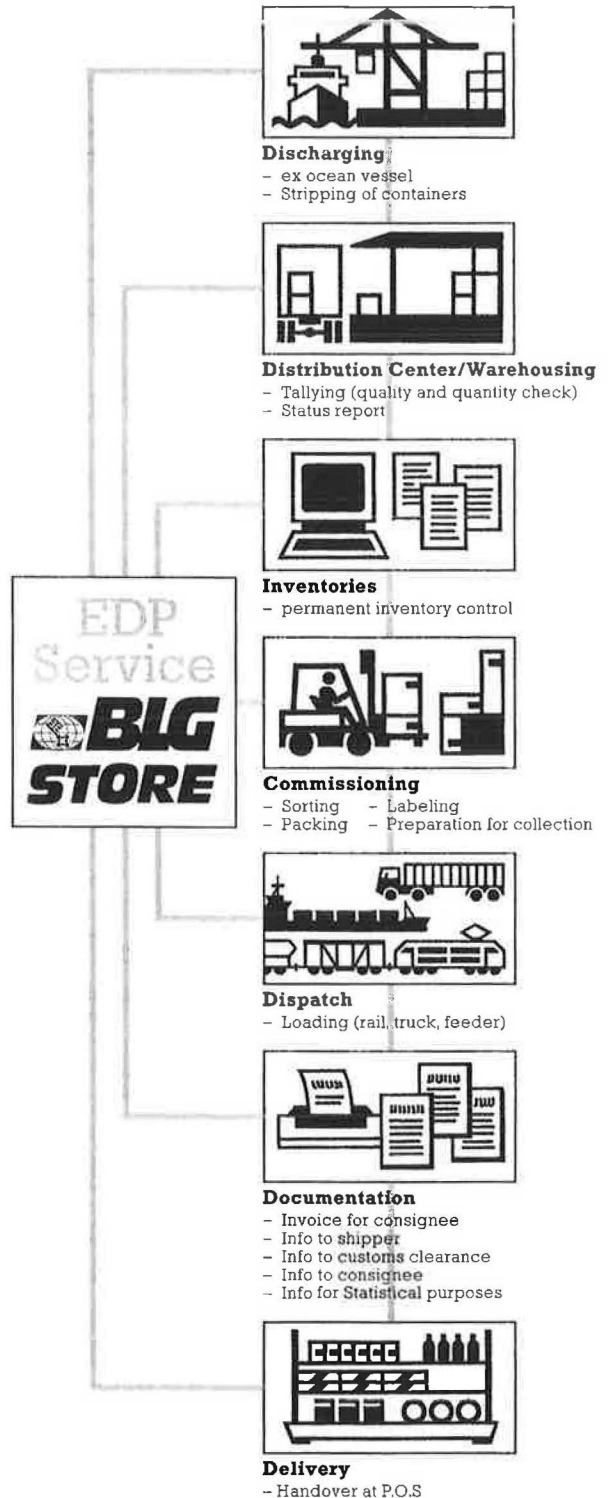 Discharging
- ex ocean vessel
- Stripping of containers
Distribution Center/Warehousing
- Tallying (quality and quantity check)
- Status report
Inventories
- permanent inventory control
EDP
Service
BLG
STORE
Commissioning
- Sorting - Labeling
- Packing - Preparation for collection
Dispatch
- Loading (rail, truck, feeder)
Documentation
- Invoice for consignee
- Info to shipper
- Info to customs clearance
- Info to consignee
- Info for Statistical purposes
Delivery
- Handover at P.O.S